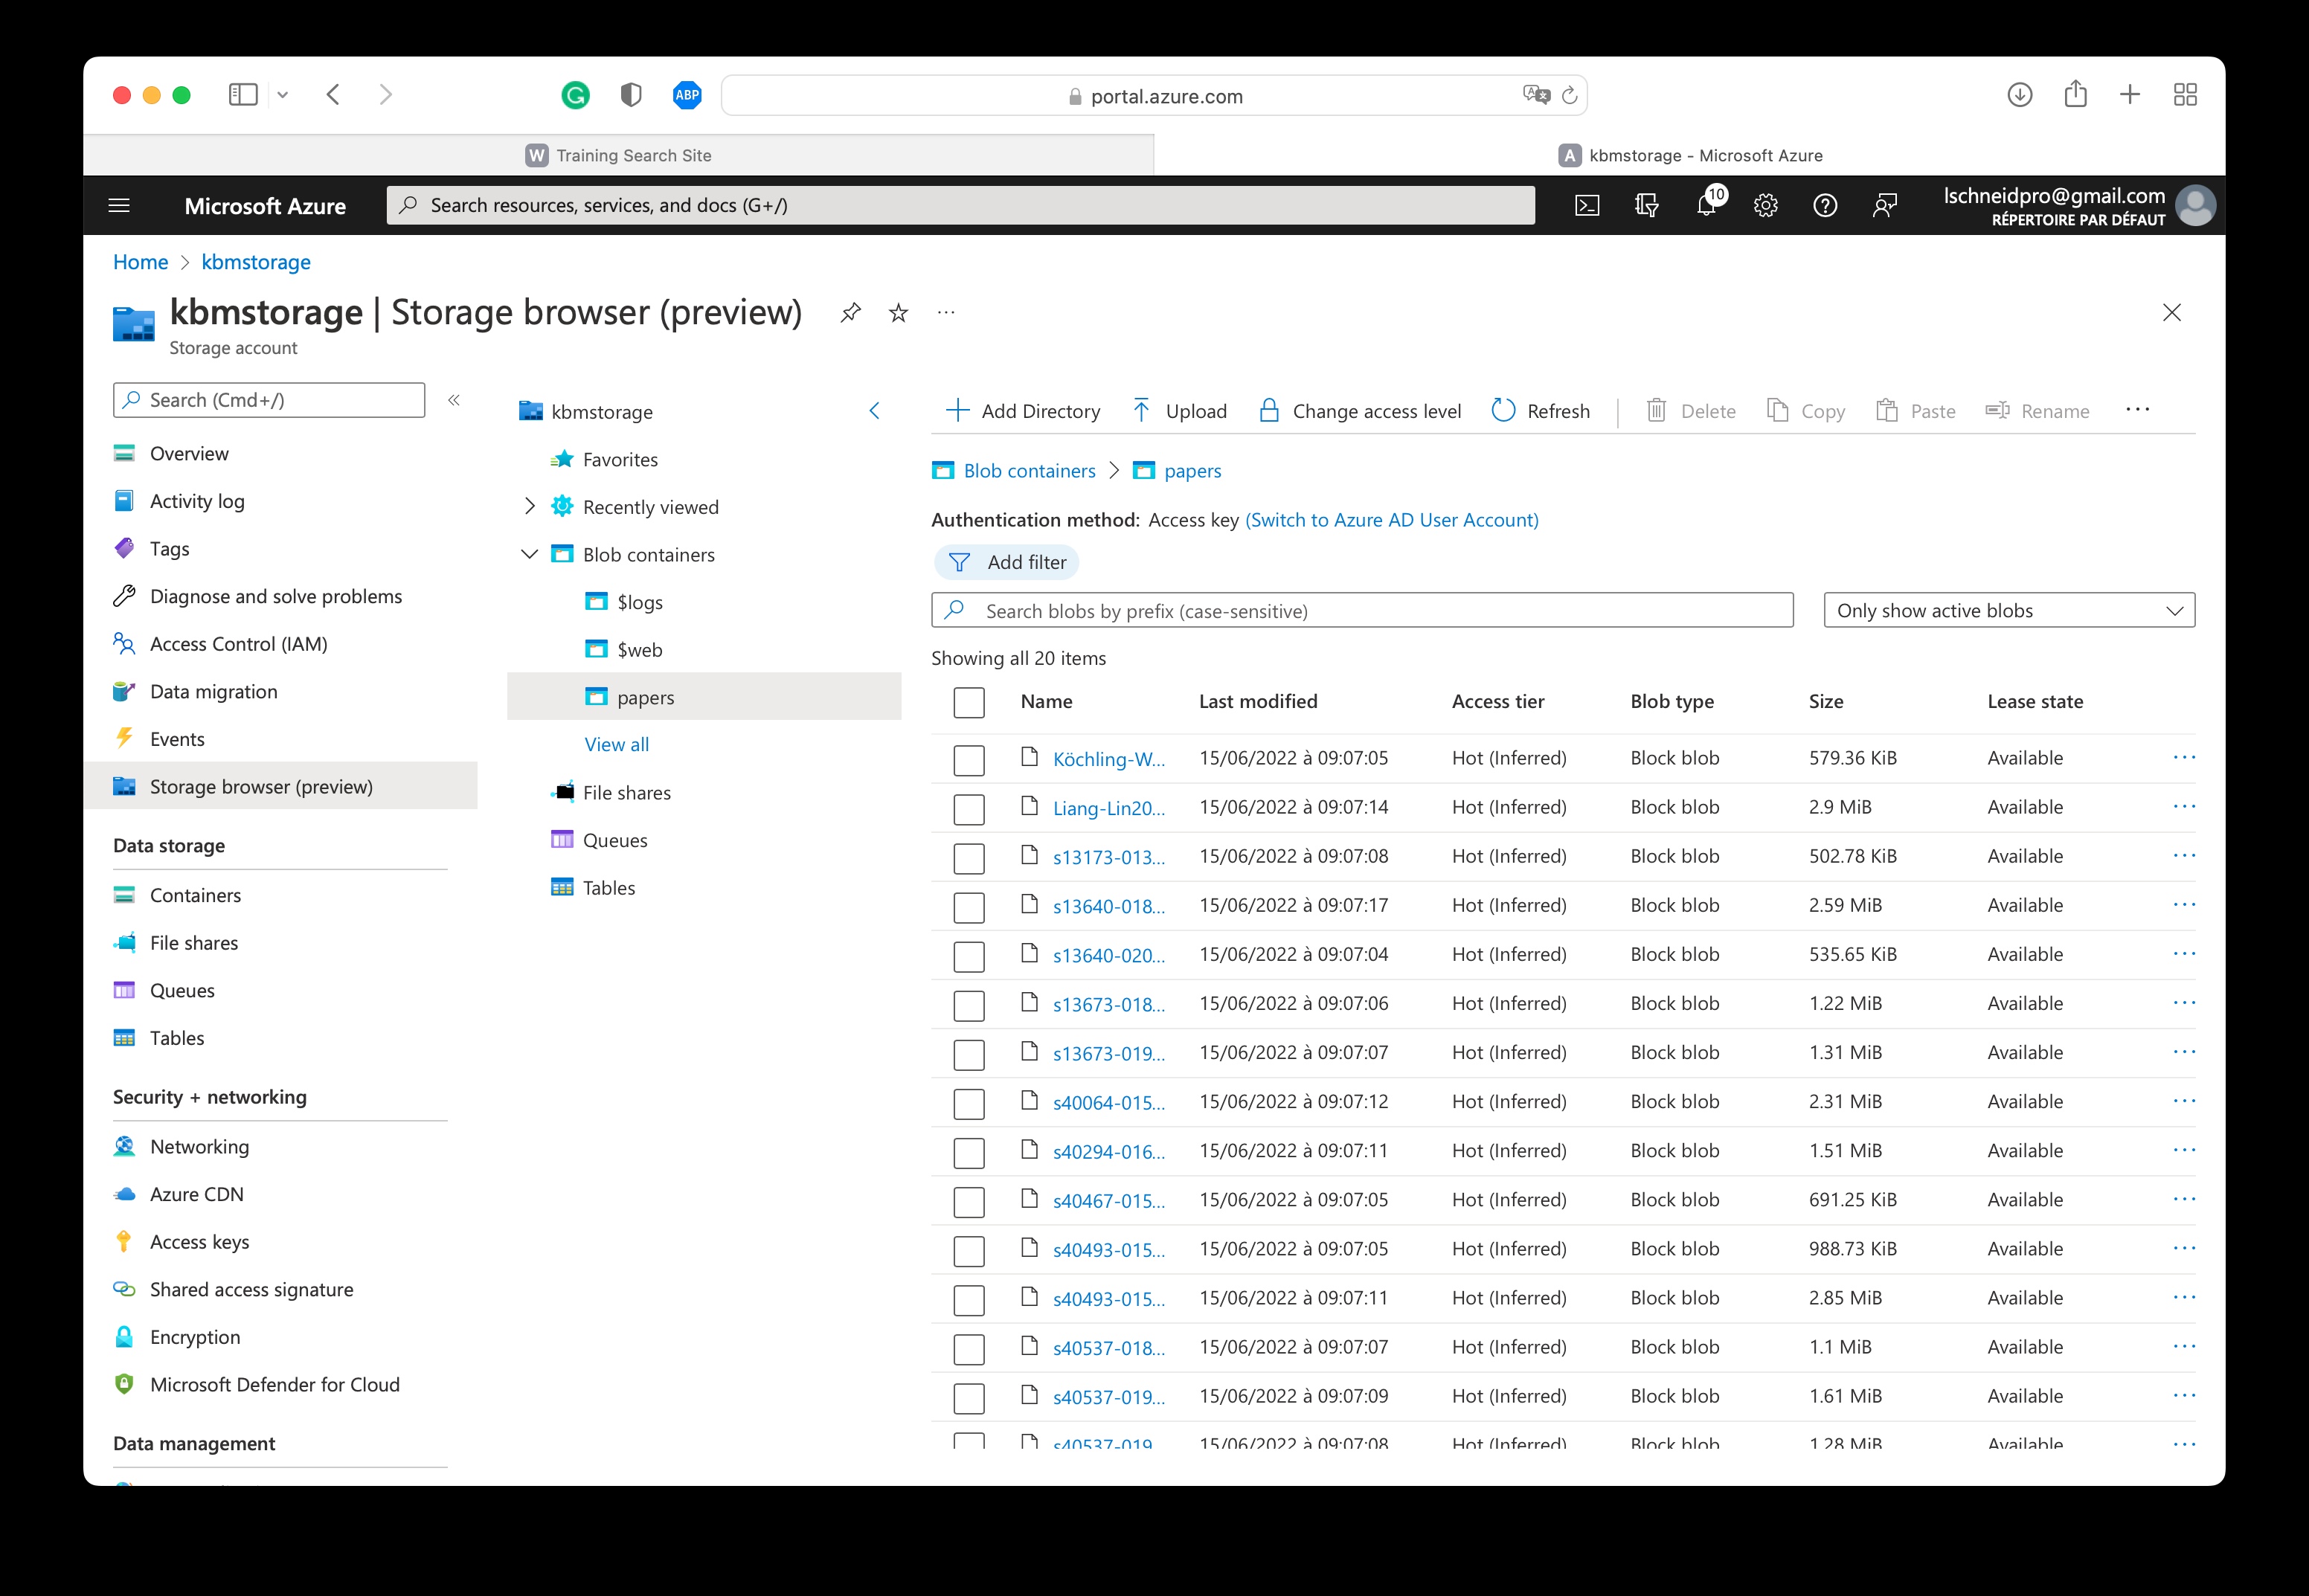 ABP
portal.azure.com
W Training Search Site
A kbmstorage - Microsoft Azure
Microsoft Azure
Search resources, services, and docs (G+/)
10
lschneidpro@gmail.com
RÉPERTOIRE PAR DÉFAUT
Home > kbmstorage
kbmstorage | Storage browser (preview)
Storage account
Search (Cmd+/)
Overview
Activity log
Tags
Diagnose and solve problems
Access Control (IAM)
Data migration
Events
Storage browser (preview)
Data storage
Containers
File shares
Queues
Tables
Security + networking
Networking
Azure CDN
Access keys
Shared access signature
Encryption
Microsoft Defender for Cloud
Data management
kbmstorage
Favorites
Recently viewed
Blob containers
$logs
$web
papers
View all
File shares
Queues
Tables
Add Directory Upload Change access level Refresh Delete Copy Paste Rename
Blob containers > papers
Authentication method: Access key (Switch to Azure AD User Account)
Add filter
Search blobs by prefix (case-sensitive)
Only show active blobs
Showing all 20 items
Name Last modified Access tier Blob type Size Lease state
Köchling-W... 15/06/2022 à 09:07:05 Hot (Inferred) Block blob 579.36 KiB Available
Liang-Lin20... 15/06/2022 à 09:07:14 Hot (Inferred) Block blob 2.9 MiB Available
s13173-013... 15/06/2022 à 09:07:08 Hot (Inferred) Block blob 502.78 KiB Available
s13640-018... 15/06/2022 à 09:07:17 Hot (Inferred) Block blob 2.59 MiB Available
s13640-020... 15/06/2022 à 09:07:04 Hot (Inferred) Block blob 535.65 KiB Available
s13673-018... 15/06/2022 à 09:07:06 Hot (Inferred) Block blob 1.22 MiB Available
s13673-019... 15/06/2022 à 09:07:07 Hot (Inferred) Block blob 1.31 MiB Available
s40064-015... 15/06/2022 à 09:07:12 Hot (Inferred) Block blob 2.31 MiB Available
s40294-016... 15/06/2022 à 09:07:11 Hot (Inferred) Block blob 1.51 MiB Available
s40467-015... 15/06/2022 à 09:07:05 Hot (Inferred) Block blob 691.25 KiB Available
s40493-015... 15/06/2022 à 09:07:05 Hot (Inferred) Block blob 988.73 KiB Available
s40493-015... 15/06/2022 à 09:07:11 Hot (Inferred) Block blob 2.85 MiB Available
s40537-018... 15/06/2022 à 09:07:07 Hot (Inferred) Block blob 1.1 MiB Available
s40537-019... 15/06/2022 à 09:07:09 Hot (Inferred) Block blob 1.61 MiB Available
s40537-019 15/06/2022 à 09:07:08 Hot (Inferred) Block blob 1.28 MiB Available